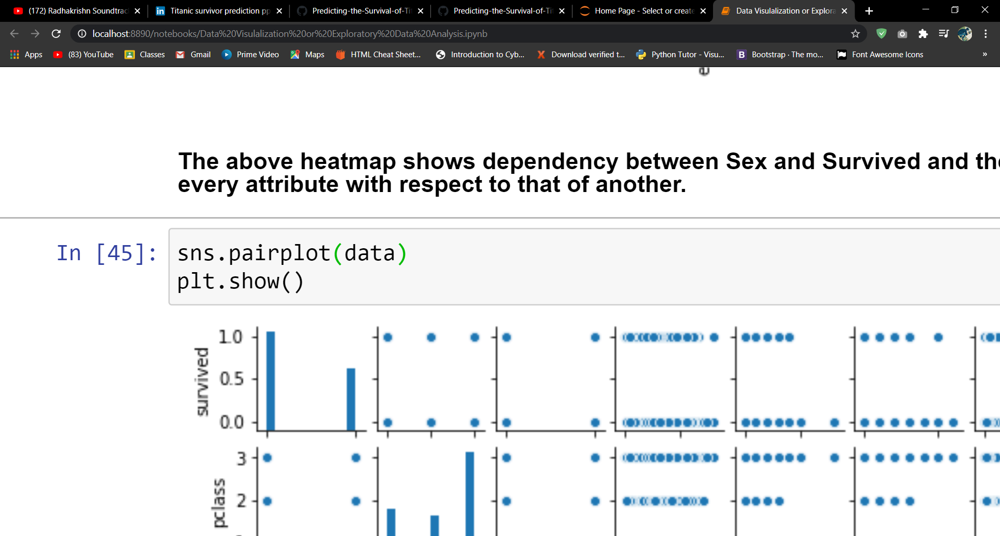 (172) Radhakrishn Soundtrac
Titanic survivor prediction pp
Predicting-the-Survival-of-Tit
Predicting-the-Survival-of-Tit
Home Page - Select or create
Data Visulalization or Explora
localhost:8890/notebooks/Data%20Visulalization%20or%20Exploratory%20Data%20Analysis.ipynb
Apps
(83) YouTube
Classes
Gmail
Prime Video
Maps
HTML Cheat Sheet...
Introduction to Cyb...
Download verified t...
Python Tutor - Visu...
Bootstrap · The mo...
Font Awesome Icons
»
The above heatmap shows dependency between Sex and Survived and the
every attribute with respect to that of another.
In [45]:
sns.pairplot(data)
plt.show()
survived
1.0
0.5
0.0
pclass
3
2